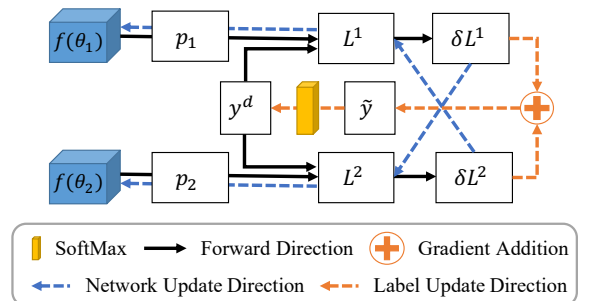 f(θ₁) p₁ L¹ δL¹
y^d ỹ
f(θ₂) p₂ L² δL²
SoftMax Forward Direction Gradient Addition
Network Update Direction Label Update Direction